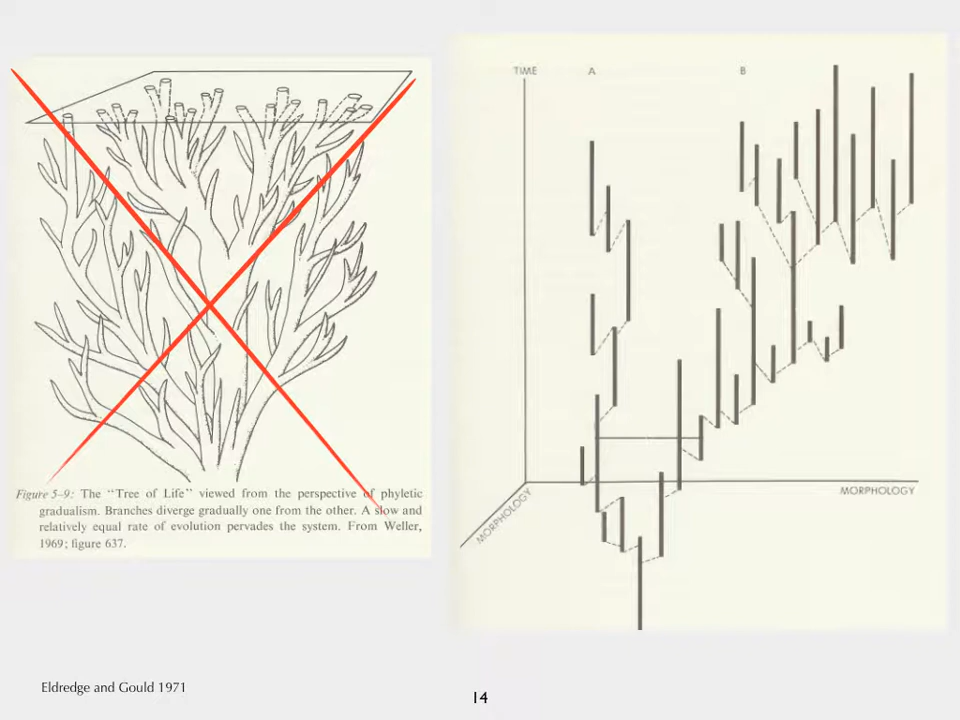 Figure 5–9: The “Tree of Life” viewed from the perspective of phyletic
gradualism. Branches diverge gradually one from the other. A slow and
relatively equal rate of evolution pervades the system. From Weller,
1969; figure 637.
TIME
A
B
MORPHOLOGY
MORPHOLOGY
Eldredge and Gould 1971
14